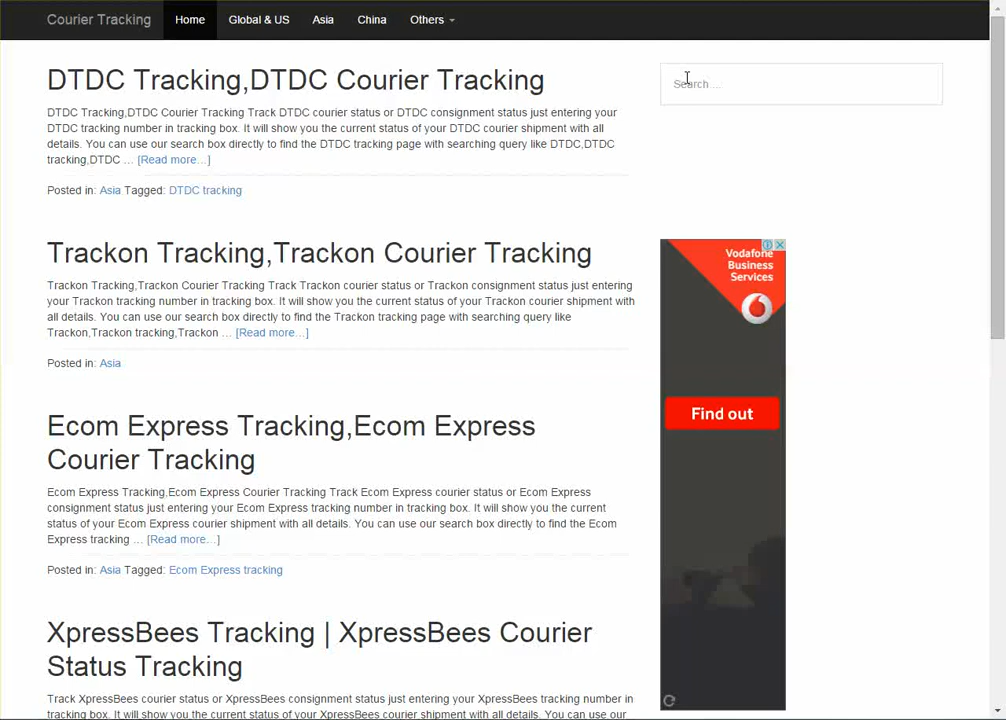 Courier Tracking Home Global & US Asia China Others
DTDC Tracking,DTDC Courier Tracking
DTDC Tracking,DTDC Courier Tracking Track DTDC courier status or DTDC consignment status just entering your
DTDC tracking number in tracking box. It will show you the current status of your DTDC courier shipment with all
details. You can use our search box directly to find the DTDC tracking page with searching query like DTDC,DTDC
tracking,DTDC ... [Read more...]
Posted in: Asia Tagged: DTDC tracking
Trackon Tracking,Trackon Courier Tracking
Trackon Tracking,Trackon Courier Tracking Track Trackon courier status or Trackon consignment status just entering
your Trackon tracking number in tracking box. It will show you the current status of your Trackon courier shipment with
all details. You can use our search box directly to find the Trackon tracking page with searching query like
Trackon,Trackon tracking,Trackon ... [Read more...]
Posted in: Asia
Ecom Express Tracking,Ecom Express
Courier Tracking
Ecom Express Tracking,Ecom Express Courier Tracking Track Ecom Express courier status or Ecom Express
consignment status just entering your Ecom Express tracking number in tracking box. It will show you the current
status of your Ecom Express courier shipment with all details. You can use our search box directly to find the Ecom
Express tracking ... [Read more...]
Posted in: Asia Tagged: Ecom Express tracking
XpressBees Tracking | XpressBees Courier
Status Tracking
Track XpressBees courier status or XpressBees consignment status just entering your XpressBees tracking number in
tracking box. It will show you the current status of your XpressBees courier shipment with all details. You can use our
Search ...
Vodafone
Business
Services
Find out